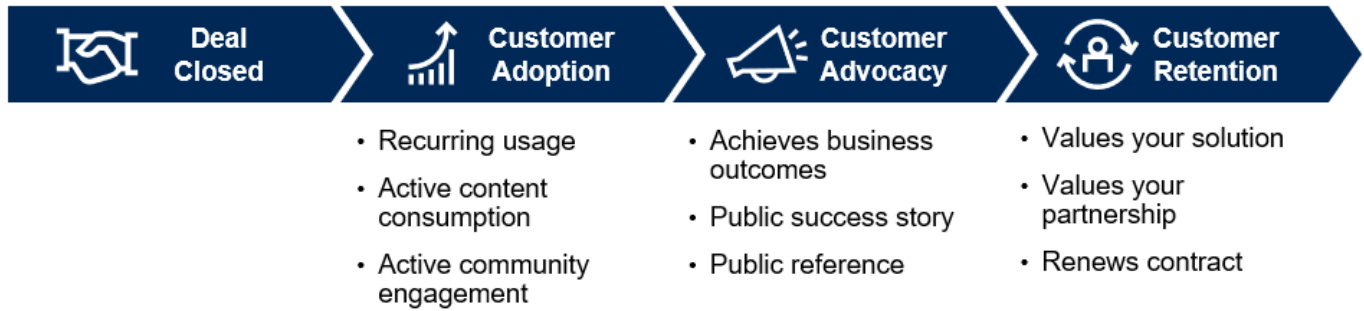 Deal
Closed
Customer
Adoption
Customer
Advocacy
Customer
Retention
• Recurring usage
• Active content
consumption
• Active community
engagement
• Achieves business
outcomes
• Public success story
• Public reference
• Values your solution
• Values your
partnership
• Renews contract